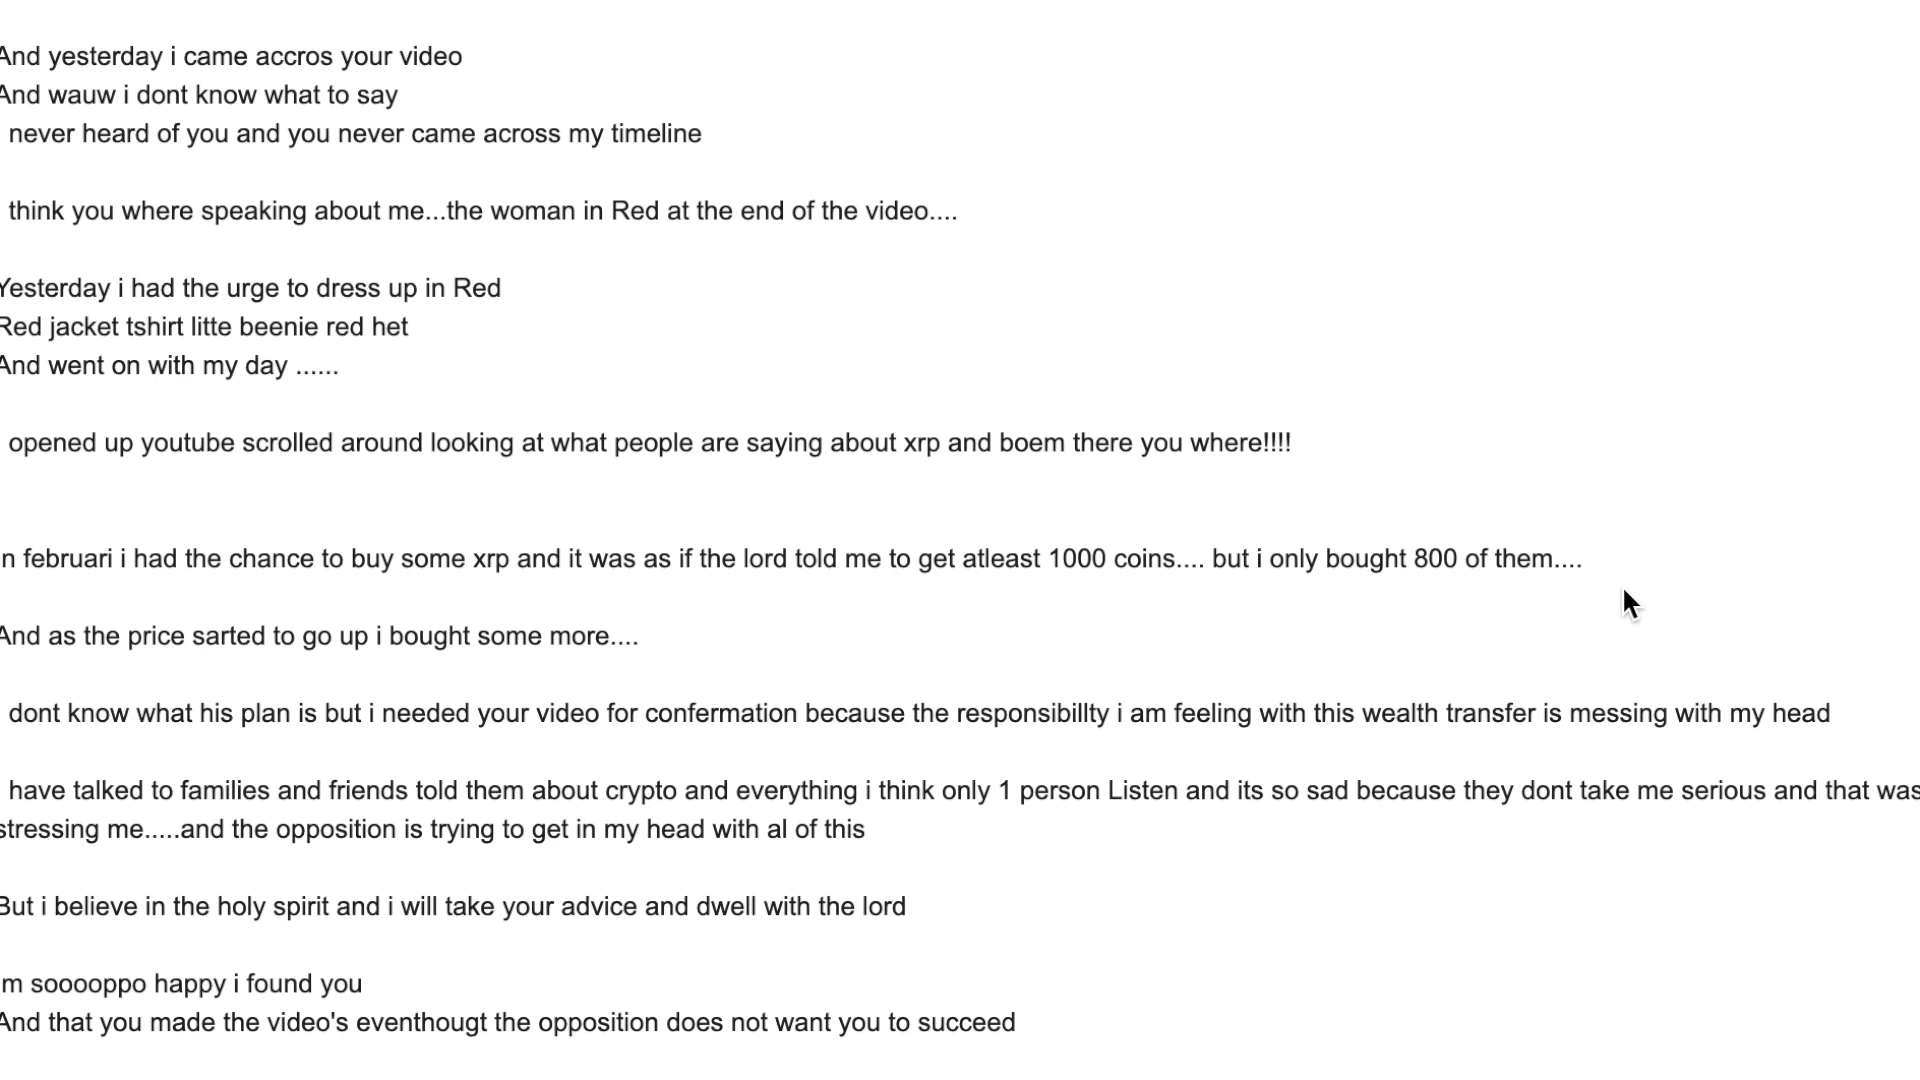 And yesterday i came accros your video
And wauw i dont know what to say
never heard of you and you never came across my timeline
think you where speaking about me...the woman in Red at the end of the video....
Yesterday i had the urge to dress up in Red
Red jacket tshirt litte beenie red het
And went on with my day ......
opened up youtube scrolled around looking at what people are saying about xrp and boem there you where!!!!
n februari i had the chance to buy some xrp and it was as if the lord told me to get atleast 1000 coins.... but i only bought 800 of them....
And as the price sarted to go up i bought some more....
dont know what his plan is but i needed your video for confermation because the responsibillty i am feeling with this wealth transfer is messing with my head
have talked to families and friends told them about crypto and everything i think only 1 person Listen and its so sad because they dont take me serious and that was
stressing me.....and the opposition is trying to get in my head with al of this
But i believe in the holy spirit and i will take your advice and dwell with the lord
m sooooppo happy i found you
And that you made the video's eventhougt the opposition does not want you to succeed